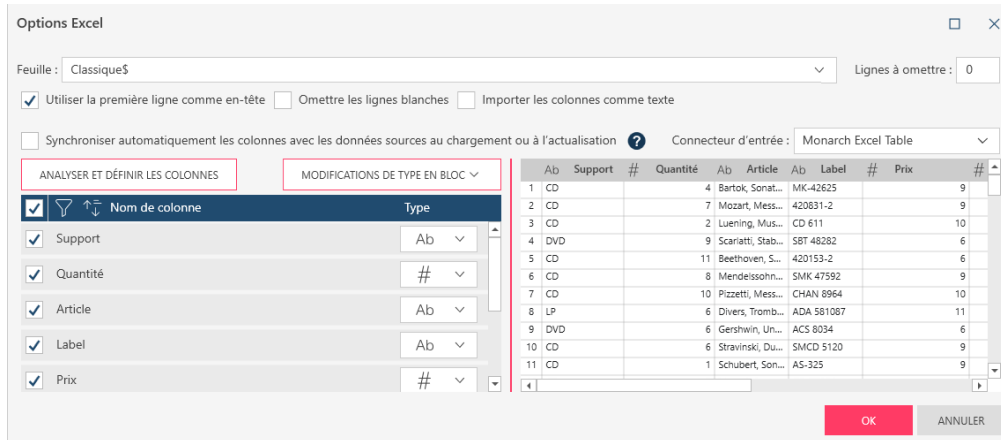 Options Excel
Feuille : Classique$ Lignes à omettre : 0
Utiliser la première ligne comme en-tête Omettre les lignes blanches Importer les colonnes comme texte
Synchroniser automatiquement les colonnes avec les données sources au chargement ou à l'actualisation ? Connecteur d'entrée : Monarch Excel Table
ANALYSER ET DÉFINIR LES COLONNES MODIFICATIONS DE TYPE EN BLOC
Nom de colonne Type
Support Ab
Quantité #
Article Ab
Label Ab
Prix #
Ab Support # Quantité Ab Article Ab Label # Prix #
1 CD 4 Bartok, Sonat... MK-42625 9
2 CD 7 Mozart, Mess... 420831-2 9
3 CD 2 Luening, Mus... CD 611 10
4 DVD 9 Scarlatti, Stab... SBT 48282 6
5 CD 11 Beethoven, S... 420153-2 6
6 CD 8 Mendelssohn... SMK 47592 9
7 CD 10 Pizzetti, Mess... CHAN 8964 10
8 LP 6 Divers, Tromb... ADA 581087 11
9 DVD 6 Gershwin, Un... ACS 8034 6
10 CD 6 Stravinski, Du... SMCD 5120 9
11 CD 1 Schubert, Son... AS-325 9
OK ANNULER